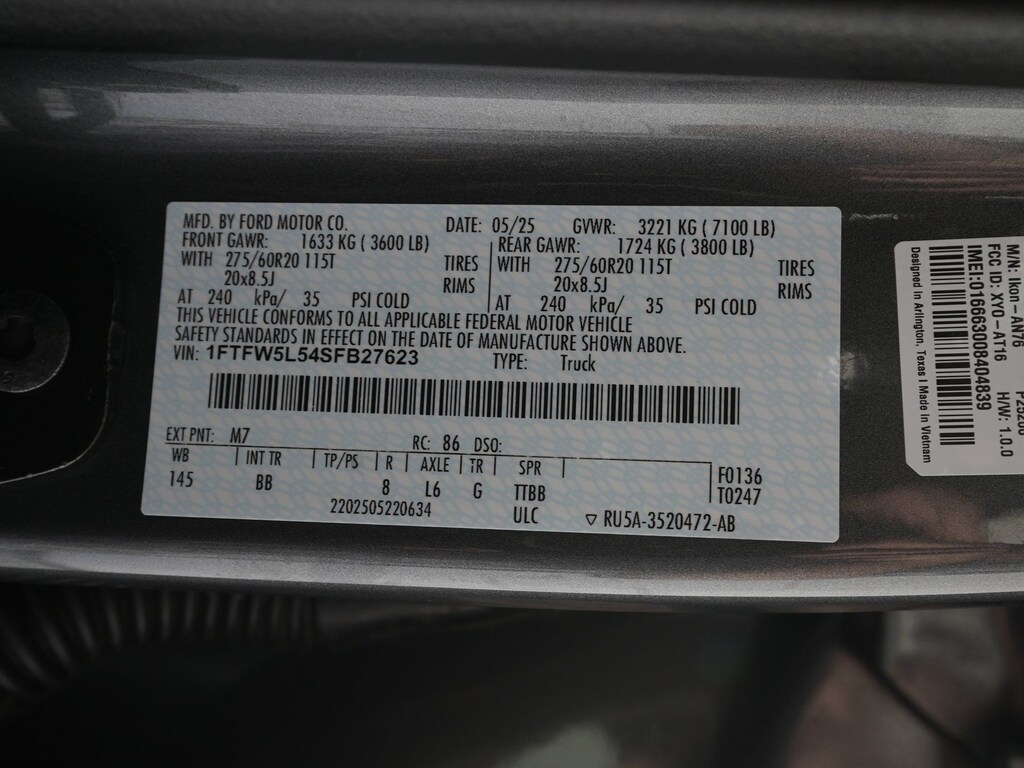 MFD. BY FORD MOTOR CO. DATE: 05/25 GVWR: 3221 KG ( 7100 LB)
FRONT GAWR: 1633 KG ( 3600 LB) REAR GAWR: 1724 KG ( 3800 LB)
WITH 275/60R20 115T TIRES WITH 275/60R20 115T TIRES
20x8.5J RIMS 20x8.5J RIMS
AT 240 kPa/ 35 PSI COLD AT 240 kPa/ 35 PSI COLD
THIS VEHICLE CONFORMS TO ALL APPLICABLE FEDERAL MOTOR VEHICLE
SAFETY STANDARDS IN EFFECT ON THE DATE OF MANUFACTURE SHOWN ABOVE.
VIN: 1FTFW5L54SFB27623 TYPE: Truck
EXT PNT: M7 RC: 86 DSO:
WB INT TR TP/PS R AXLE TR SPR F0136
145 BB 8 L6 G TTBB T0247
2202505220634 ULC ▽ RU5A-3520472-AB
M/N: Ikon-AN76
FCC ID: XYO-AT16 H/W: 1.0.0
IMEI:016663008404839
Designed in Arlington, Texas | Made in Vietnam